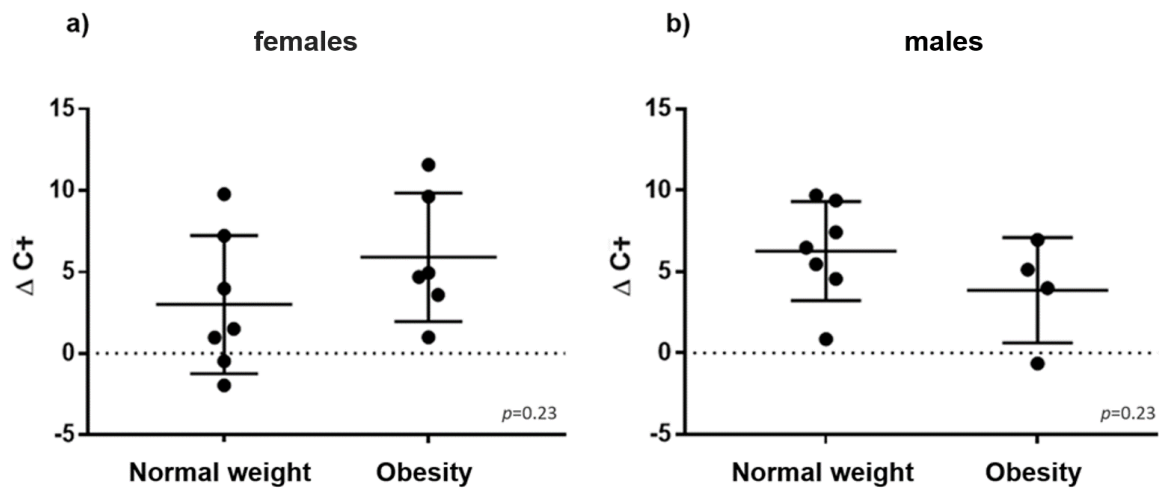 a)
females
15
10
5
0
-5
Δ C+
Normal weight
Obesity
p=0.23
b)
males
15
10
5
0
-5
Δ C+
Normal weight
Obesity
p=0.23